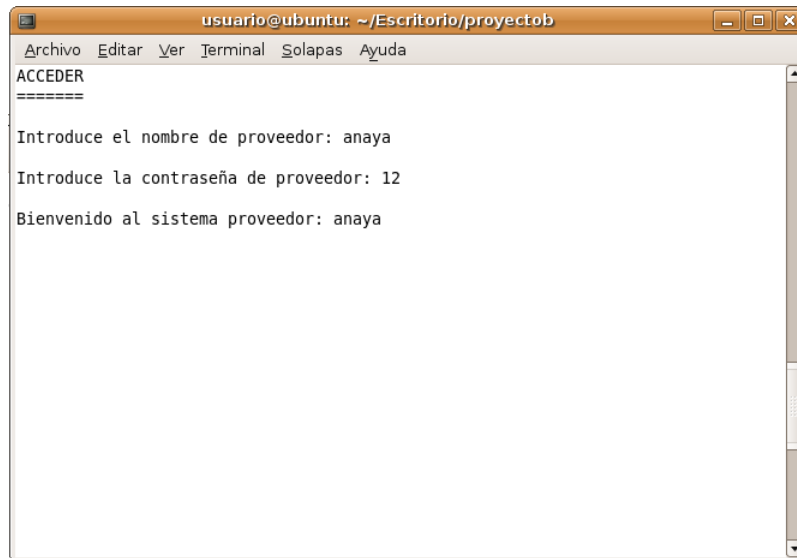 usuario@ubuntu: ~/Escritorio/proyectob
Archivo Editar Ver Terminal Solapas Ayuda
ACCEDER
=======
Introduce el nombre de proveedor: anaya
Introduce la contraseña de proveedor: 12
Bienvenido al sistema proveedor: anaya